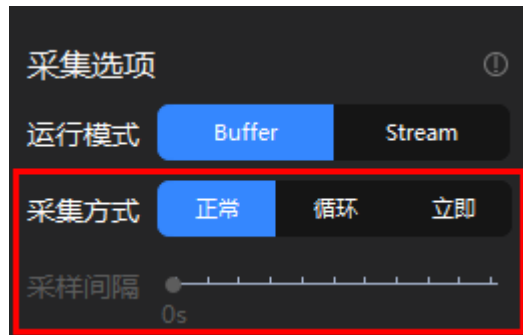 采集选项
运行模式 Buffer Stream
采集方式 正常 循环 立即
采样间隔
0s